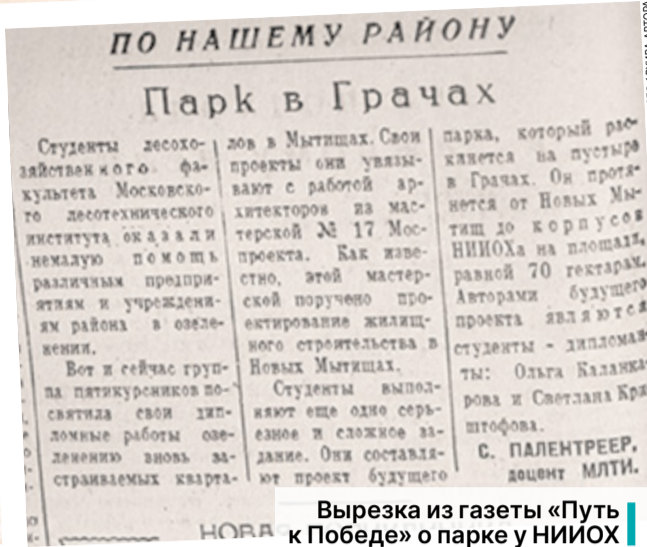 ПО НАШЕМУ РАЙОНУ
Парк в Грачах
Студенты лесохо-
зяйственного фа-
культета Московско-
го лесотехнического
института оказали
немалую помощь
различным предпри-
ятиям и учреждени-
ям района в озеле-
нении.
Вот и сейчас груп-
па пятикурсников по-
святила свои дип-
ломные работы озе-
ленению вновь за-
страиваемых кварта-
лов в Мытищах. Свои
проекты они увязы-
вают с работой ар-
хитекторов из мас-
терской № 17 Мос-
проекта. Как изве-
стно, этой мастер-
ской поручено про-
ектирование жилищ-
ного строительства в
Новых Мытищах.
Студенты выпол-
няют еще одно серь-
езное и сложное за-
дание. Они составля-
ют проект будущего
парка, который рас-
кинется на пустыре
в Грачах. Он протя-
нется от Новых Мы-
тищ до корпусов
НИИОХа на площади,
равной 70 гектарам.
Авторами будущего
проекта являются
студенты - дипломан-
ты: Ольга Каланка-
рова и Светлана Кри
штофова.
С. ПАЛЕНТРЕЕР,
доцент МЛТИ.
Вырезка из газеты «Путь
к Победе» о парке у НИИОХ